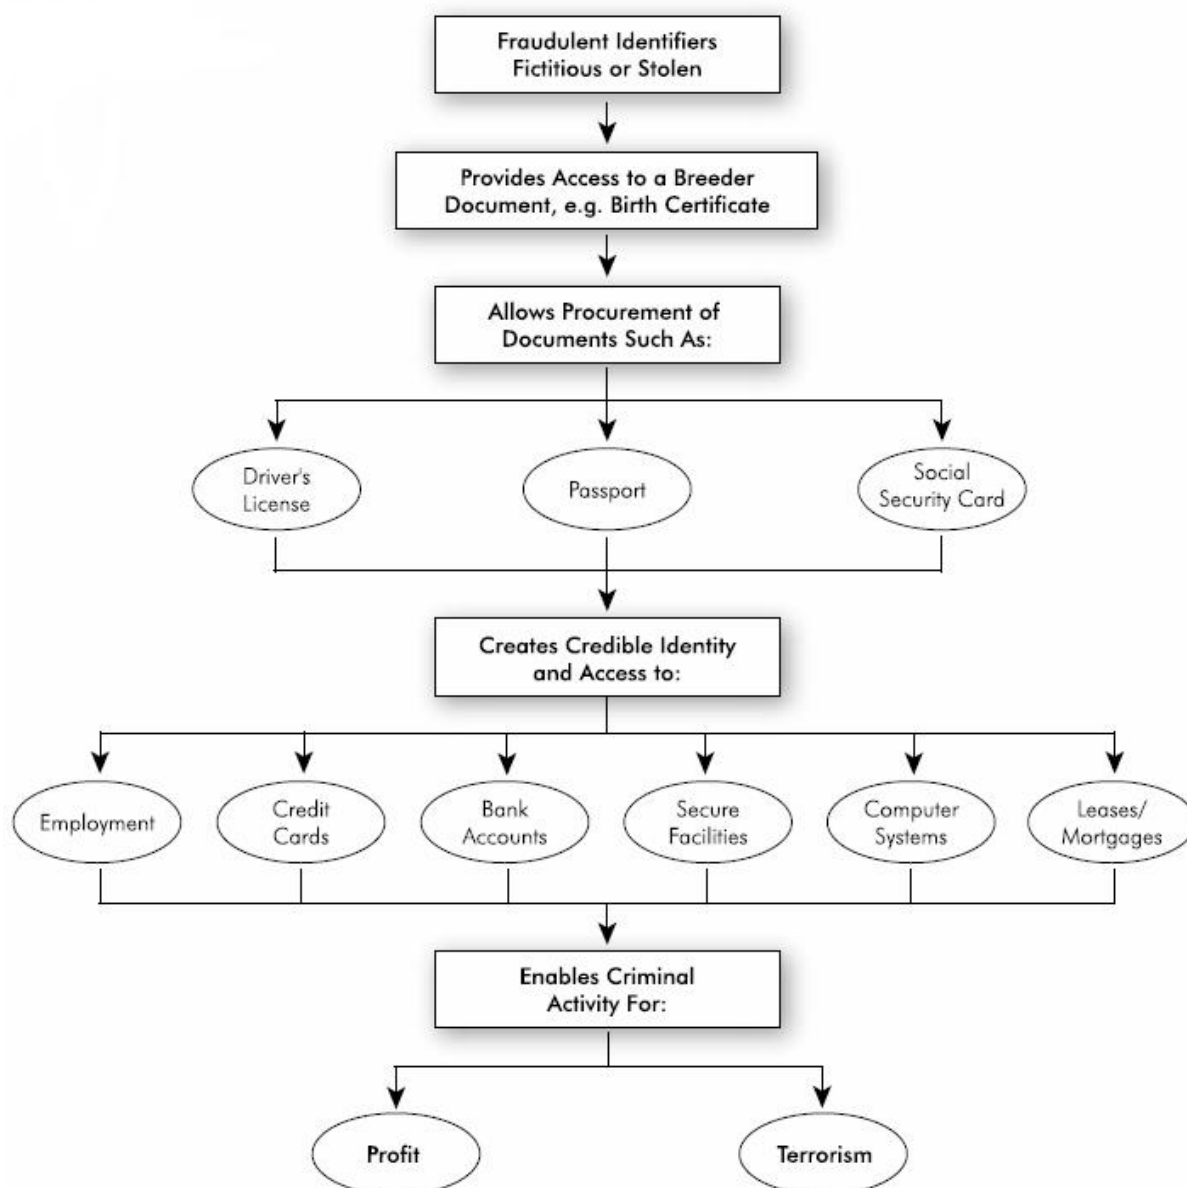 Fraudulent Identifiers
Fictitious or Stolen
Provides Access to a Breeder
Document, e.g. Birth Certificate
Allows Procurement of
Documents Such As:
Driver's
License
Passport
Social
Security Card
Creates Credible Identity
and Access to:
Employment
Credit
Cards
Bank
Accounts
Secure
Facilities
Computer
Systems
Leases/
Mortgages
Enables Criminal
Activity For:
Profit
Terrorism